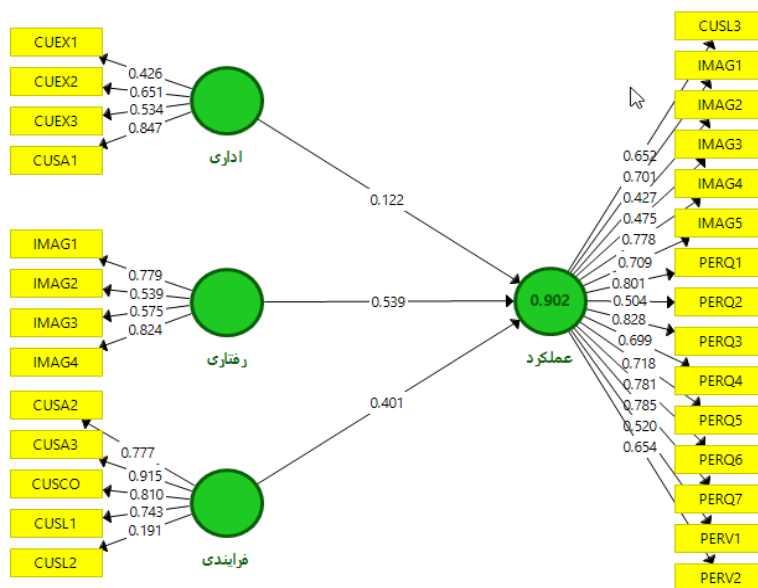 CUEX1
CUEX2
CUEX3
CUSA1
0.426
0.651
0.534
0.847
اداری
0.122
IMAG1
IMAG2
IMAG3
IMAG4
0.779
0.539
0.575
0.824
رفتاری
0.539
CUSA2
CUSA3
CUSCO
CUSL1
CUSL2
0.777
0.915
0.810
0.743
0.191
فرایندی
0.401
0.902
عملکرد
0.652
0.701
0.427
0.475
0.778
0.709
0.801
0.504
0.828
0.699
0.718
0.781
0.785
0.520
0.654
CUSL3
IMAG1
IMAG2
IMAG3
IMAG4
IMAG5
PERQ1
PERQ2
PERQ3
PERQ4
PERQ5
PERQ6
PERQ7
PERV1
PERV2